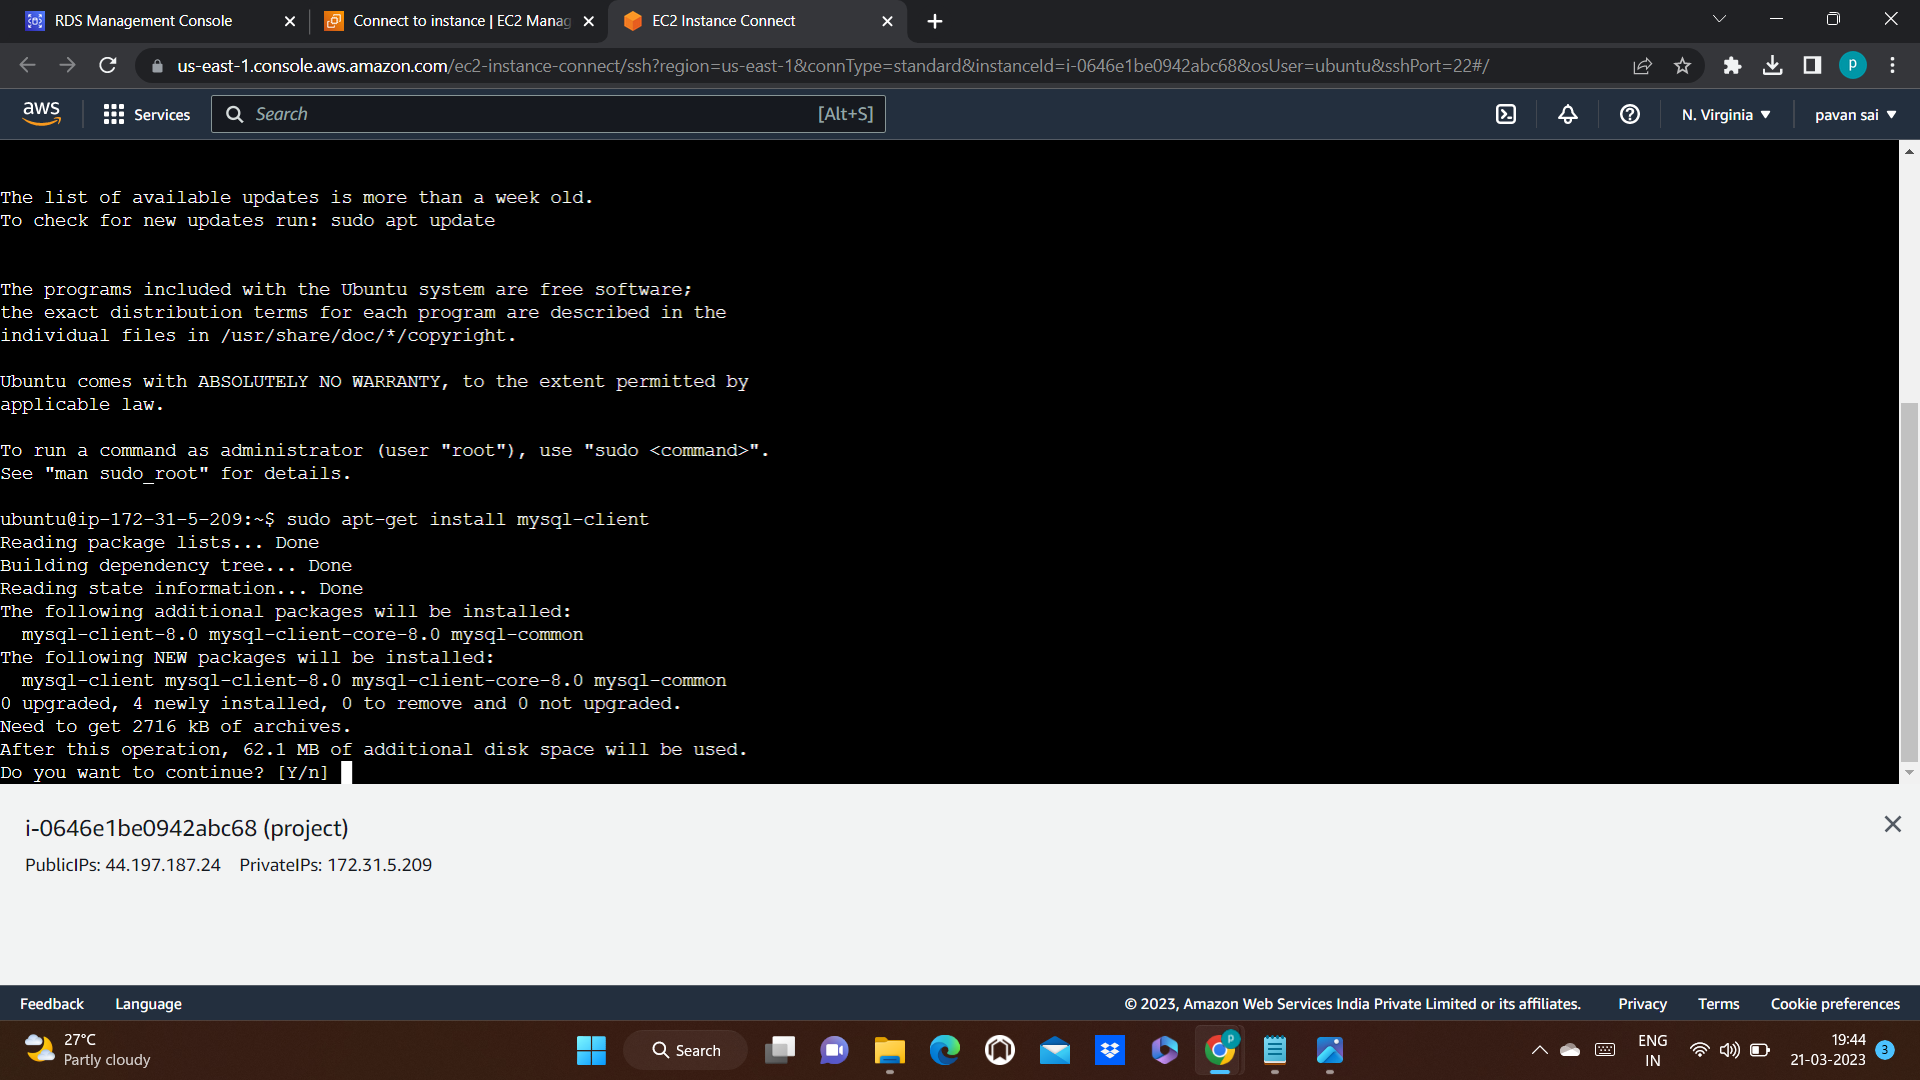 RDS Management Console
Connect to instance | EC2 Manag
EC2 Instance Connect
us-east-1.console.aws.amazon.com/ec2-instance-connect/ssh?region=us-east-1&connType=standard&instanceId=i-0646e1be0942abc68&osUser=ubuntu&sshPort=22#/
P
aws
Services
Search
[Alt+S]
N. Virginia
pavan sai
The list of available updates is more than a week old.
To check for new updates run: sudo apt update
The programs included with the Ubuntu system are free software;
the exact distribution terms for each program are described in the
individual files in /usr/share/doc/*/copyright.
Ubuntu comes with ABSOLUTELY NO WARRANTY, to the extent permitted by
applicable law.
To run a command as administrator (user "root"), use "sudo <command>".
See "man sudo_root" for details.
ubuntu@ip-172-31-5-209:~$ sudo apt-get install mysql-client
Reading package lists... Done
Building dependency tree... Done
Reading state information... Done
The following additional packages will be installed:
mysql-client-8.0 mysql-client-core-8.0 mysql-common
The following NEW packages will be installed:
mysql-client mysql-client-8.0 mysql-client-core-8.0 mysql-common
0 upgraded, 4 newly installed, 0 to remove and 0 not upgraded.
Need to get 2716 kB of archives.
After this operation, 62.1 MB of additional disk space will be used.
Do you want to continue? [Y/n]
i-0646e1be0942abc68 (project)
PublicIPs: 44.197.187.24 PrivateIPs: 172.31.5.209
Feedback
Language
© 2023, Amazon Web Services India Private Limited or its affiliates.
Privacy
Terms
Cookie preferences
27°C
Partly cloudy
Search
P
ENG
IN
19:44
21-03-2023
3